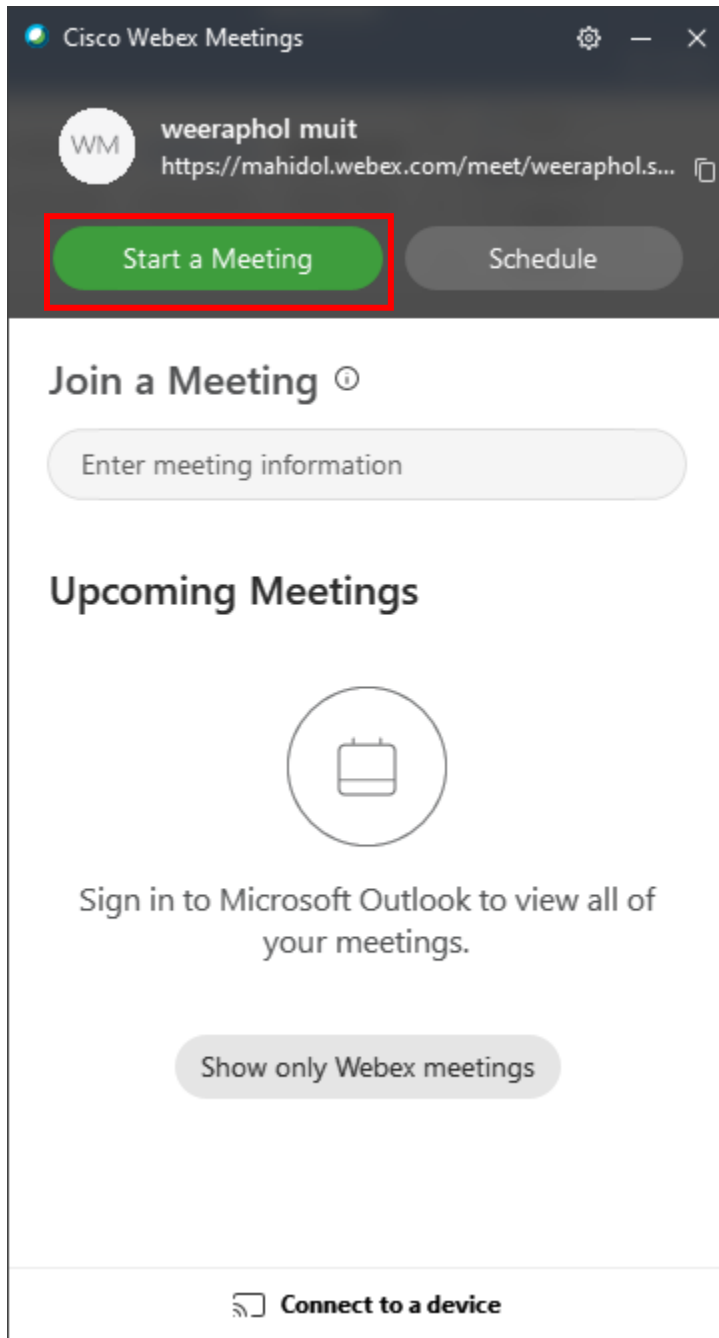 Cisco Webex Meetings
WM
weeraphol muit
https://mahidol.webex.com/meet/weeraphol.s...
Start a Meeting
Schedule
Join a Meeting
Enter meeting information
Upcoming Meetings
Sign in to Microsoft Outlook to view all of
your meetings.
Show only Webex meetings
Connect to a device